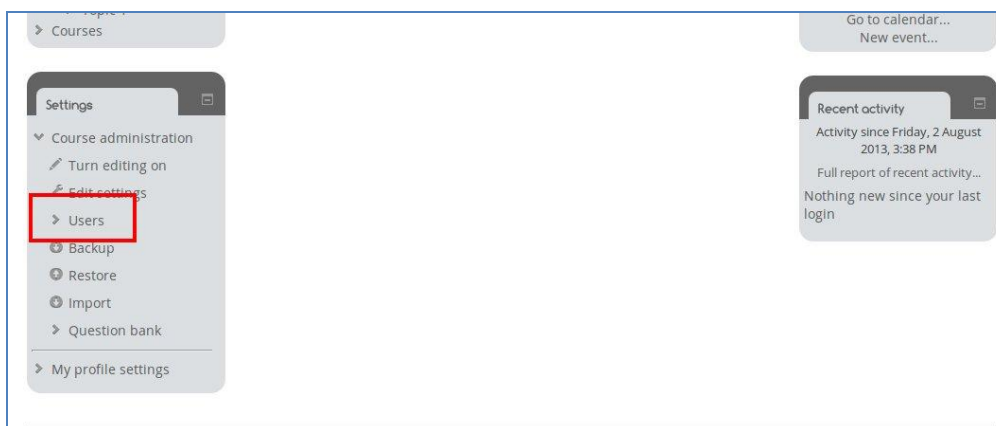 Courses
Settings
Course administration
Turn editing on
Edit settings
Users
Backup
Restore
Import
Question bank
My profile settings
Go to calendar...
New event...
Recent activity
Activity since Friday, 2 August
2013, 3:38 PM
Full report of recent activity...
Nothing new since your last
login